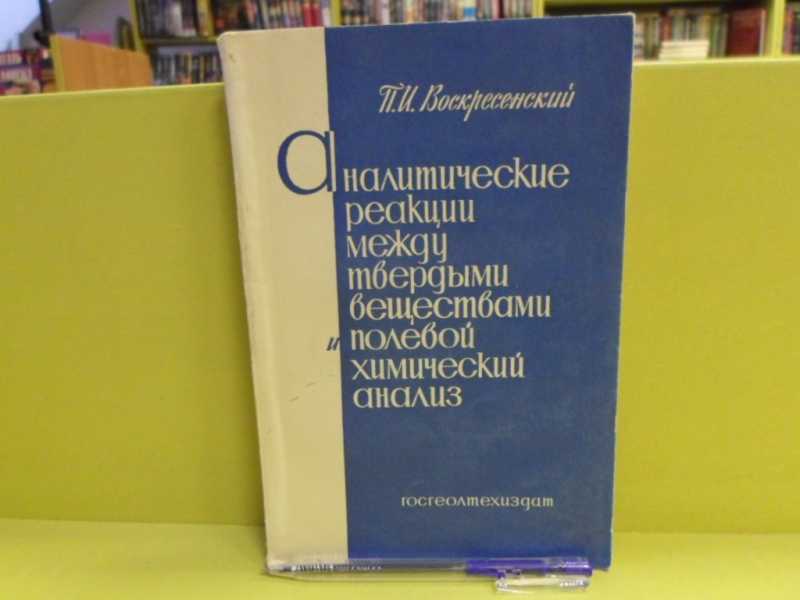 П.И. Воскресенский
Аналитические
реакции
между
твердыми
веществами
и полевой
химический
анализ
госгеолтехиздат